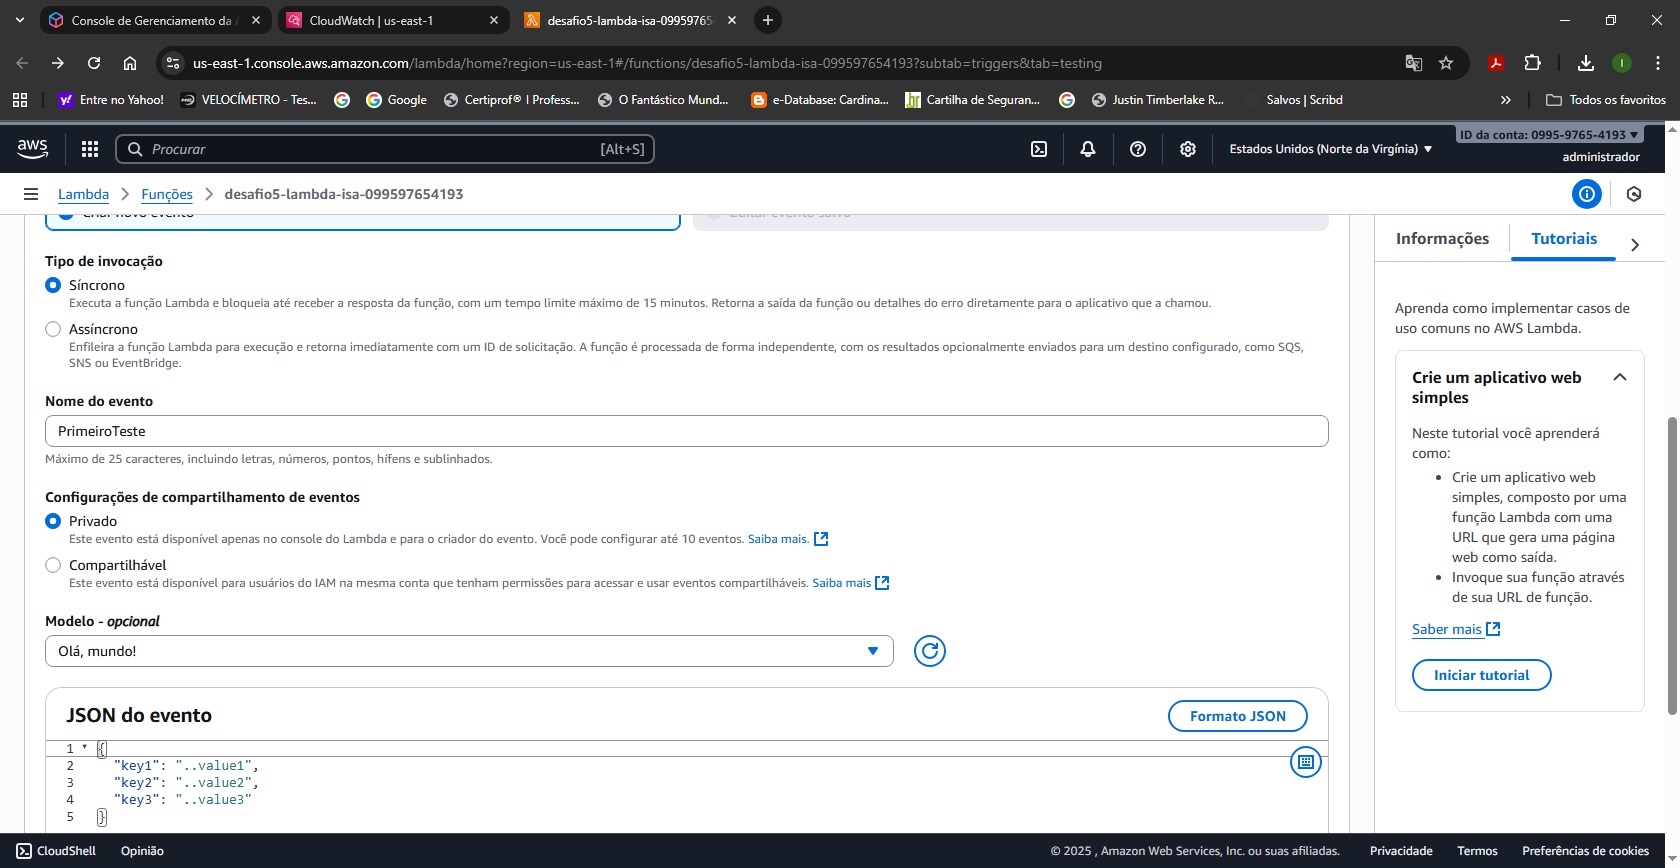 Console de Gerenciamento da A
CloudWatch | us-east-1
desafio5-lambda-isa-09959765
us-east-1.console.aws.amazon.com/lambda/home?region=us-east-1#/functions/desafio5-lambda-isa-099597654193?subtab=triggers&tab=testing
Entre no Yahoo!
VELOCÍMETRO - Tes...
Google
Certiprof® I Profess...
O Fantástico Mund...
e-Database: Cardina...
Cartilha de Seguran...
Justin Timberlake R...
Salvos | Scribd
»
Todos os favoritos
aws
Procurar
[Alt+S]
Estados Unidos (Norte da Virgínia)
ID da conta: 0995-9765-4193
administrador
Lambda
Funções
desafio5-lambda-isa-099597654193
Criar novo evento
Editar evento salvo
Tipo de invocação
Síncrono
Executa a função Lambda e bloqueia até receber a resposta da função, com um tempo limite máximo de 15 minutos. Retorna a saída da função ou detalhes do erro diretamente para o aplicativo que a chamou.
Assíncrono
Enfileira a função Lambda para execução e retorna imediatamente com um ID de solicitação. A função é processada de forma independente, com os resultados opcionalmente enviados para um destino configurado, como SQS,
SNS ou EventBridge.
Nome do evento
PrimeiroTeste
Máximo de 25 caracteres, incluindo letras, números, pontos, hífens e sublinhados.
Configurações de compartilhamento de eventos
Privado
Este evento está disponível apenas no console do Lambda e para o criador do evento. Você pode configurar até 10 eventos. Saiba mais.
Compartilhável
Este evento está disponível para usuários do IAM na mesma conta que tenham permissões para acessar e usar eventos compartilháveis. Saiba mais
Modelo - opcional
Olá, mundo!
JSON do evento
Formato JSON
1 {
2 "key1": "..value1",
3 "key2": "..value2",
4 "key3": "..value3"
5 }
Informações
Tutoriais
Aprenda como implementar casos de
uso comuns no AWS Lambda.
Crie um aplicativo web
simples
Neste tutorial você aprenderá
como:
• Crie um aplicativo web
simples, composto por uma
função Lambda com uma
URL que gera uma página
web como saída.
• Invoque sua função através
de sua URL de função.
Saber mais
Iniciar tutorial
CloudShell
Opinião
© 2025 , Amazon Web Services, Inc. ou suas afiliadas.
Privacidade
Termos
Preferências de cookies